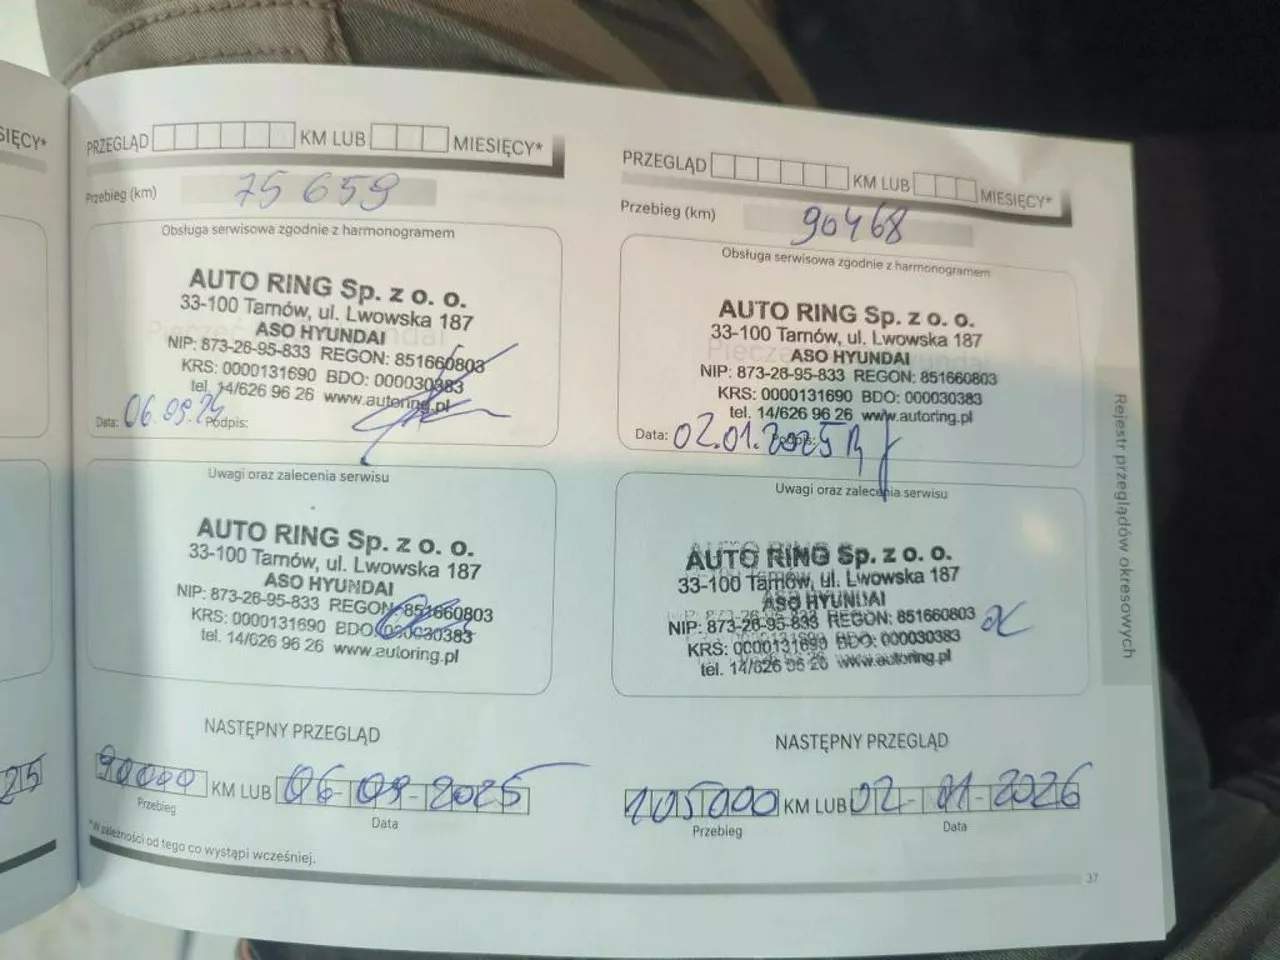 SIĘCY*
25
PRZEGLĄD KM LUB MIESIĘCY*
Przebieg (km) 75 659
Obsługa serwisowa zgodnie z harmonogramem
AUTO RING Sp. z o. o.
33-100 Tarnów, ul. Lwowska 187
ASO HYUNDAI
NIP: 873-26-95-833 REGON: 851660803
KRS: 0000131690 BDO: 000030383
tel. 14/626 96 26 www.autoring.pl
Data: 06.09.24 Podpis:
Uwagi oraz zalecenia serwisu
AUTO RING Sp. z o. o.
33-100 Tarnów, ul. Lwowska 187
ASO HYUNDAI
NIP: 873-26-95-833 REGON: 851660803
KRS: 0000131690 BDO: 000030383
tel. 14/626 96 26 www.autoring.pl
NASTĘPNY PRZEGLĄD
90000 KM LUB 06-09-2025
Przebieg Data
*W zależności od tego co wystąpi wcześniej.
PRZEGLĄD KM LUB MIESIĘCY*
Przebieg (km) 90468
Obsługa serwisowa zgodnie z harmonogramem
AUTO RING Sp. z o. o.
33-100 Tarnów, ul. Lwowska 187
ASO HYUNDAI
NIP: 873-26-95-833 REGON: 851660803
KRS: 0000131690 BDO: 000030383
tel. 14/626 96 26 www.autoring.pl
Data: 02.01.2025 Podpis:
Uwagi oraz zalecenia serwisu
AUTO RING Sp. z o. o.
33-100 Tarnów, ul. Lwowska 187
ASO HYUNDAI
NIP: 873-26-95-833 REGON: 851660803
KRS: 0000131690 BDO: 000030383
tel. 14/626 96 26 www.autoring.pl
NASTĘPNY PRZEGLĄD
105000 KM LUB 02-01-2026
Przebieg Data
37
Rejestr przeglądów okresowych